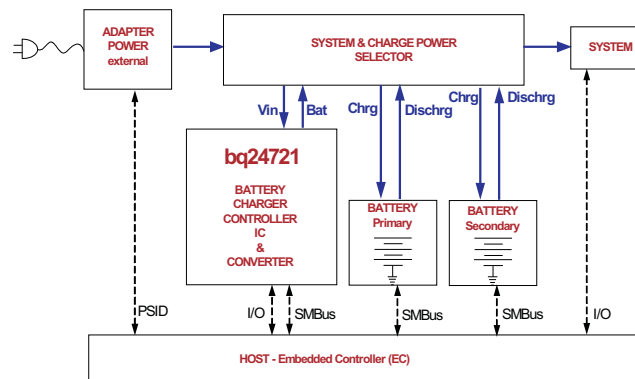 ADAPTER
POWER
external
SYSTEM & CHARGE POWER
SELECTOR
SYSTEM
Vin
Bat
Chrg
Dischrg
Chrg
Dischrg
bq24721
BATTERY
CHARGER
CONTROLLER
IC
&
CONVERTER
BATTERY
Primary
BATTERY
Secondary
PSID
I/O
SMBus
SMBus
SMBus
I/O
HOST - Embedded Controller (EC)